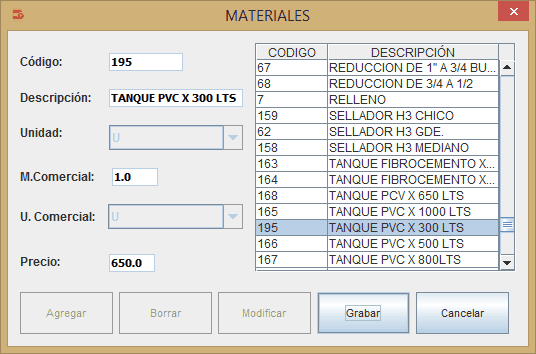 MATERIALES
Código: 195
Descripción: TANQUE PVC X 300 LTS
Unidad: U
M.Comercial: 1.0
U. Comercial: U
Precio: 650.0
CODIGO DESCRIPCIÓN
67 REDUCCION DE 1" A 3/4 BU...
68 REDUCCION DE 3/4 A 1/2
7 RELLENO
159 SELLADOR H3 CHICO
62 SELLADOR H3 GDE.
158 SELLADOR H3 MEDIANO
163 TANQUE FIBROCEMENTO X...
164 TANQUE FIBROCEMENTO X...
168 TANQUE PCV X 650 LTS
165 TANQUE PVC X 1000 LTS
195 TANQUE PVC X 300 LTS
166 TANQUE PVC X 500 LTS
167 TANQUE PVC X 800LTS
Agregar Borrar Modificar Grabar Cancelar